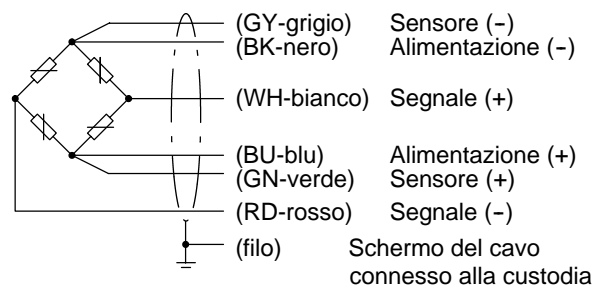 (GY-grigio) Sensore (-)
(BK-nero) Alimentazione (-)
(WH-bianco) Segnale (+)
(BU-blu) Alimentazione (+)
(GN-verde) Sensore (+)
(RD-rosso) Segnale (-)
(filo) Schermo del cavo
connesso alla custodia